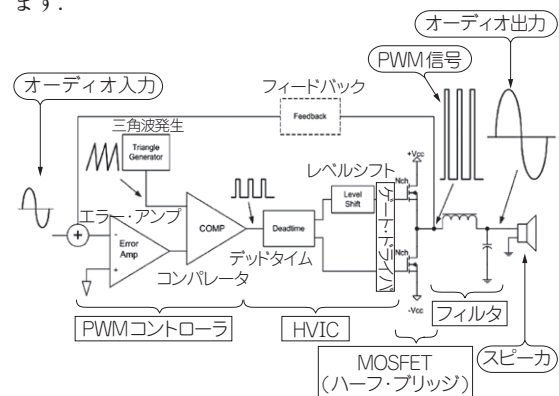 ます．
オーディオ出力
PWM信号
オーディオ入力
フィードバック
Feedback
三角波発生
Triangle
Generator
+Vcc
レベルシフト
Nch
Level
Shift
エラー・アンプ
COMP
Deadtime
ゲート・ドライバ
-
Error
Amp
+
デッドタイム
Nch
コンパレータ
-Vcc
PWMコントローラ
HVIC
フィルタ
MOSFET
(ハーフ・ブリッジ)
スピーカ